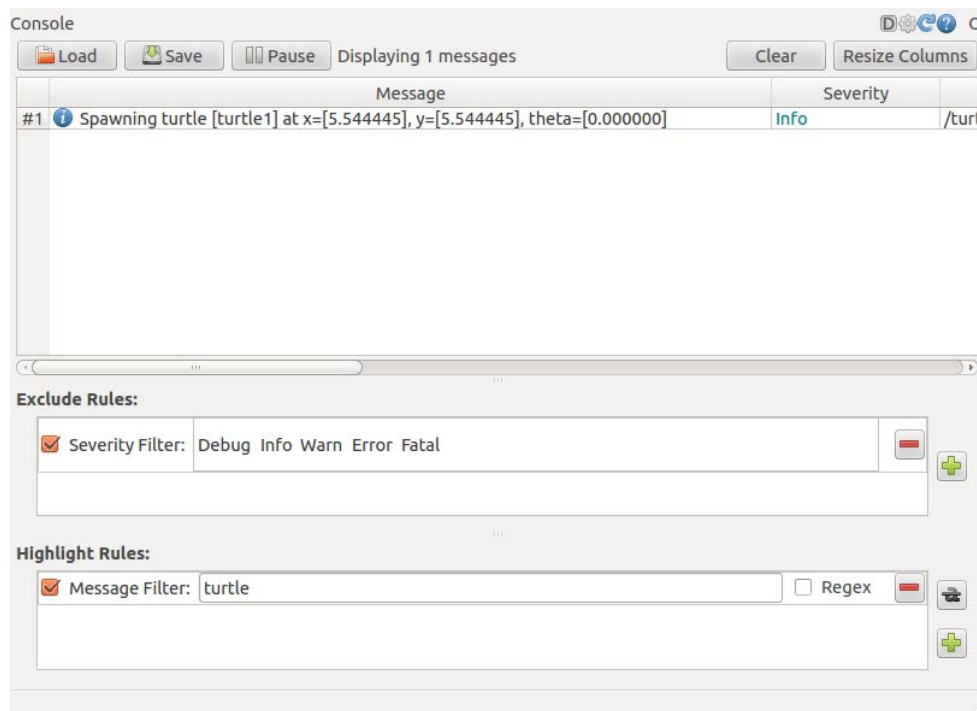 Console D
Load Save Pause Displaying 1 messages Clear Resize Columns
Message Severity
#1 Spawning turtle [turtle1] at x=[5.544445], y=[5.544445], theta=[0.000000] Info /turt
Exclude Rules:
Severity Filter: Debug Info Warn Error Fatal
Highlight Rules:
Message Filter: turtle Regex